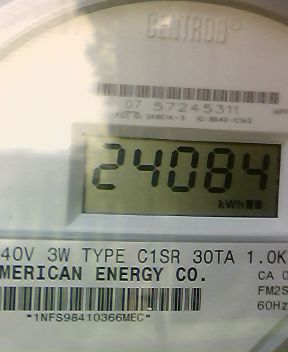 CENTRON®
07 57245311
24084
kWh
40V 3W TYPE C1SR 30TA 1.0K
MERICAN ENERGY CO.
CA 0
FM2S
60Hz
*1NFS98410366MEC*